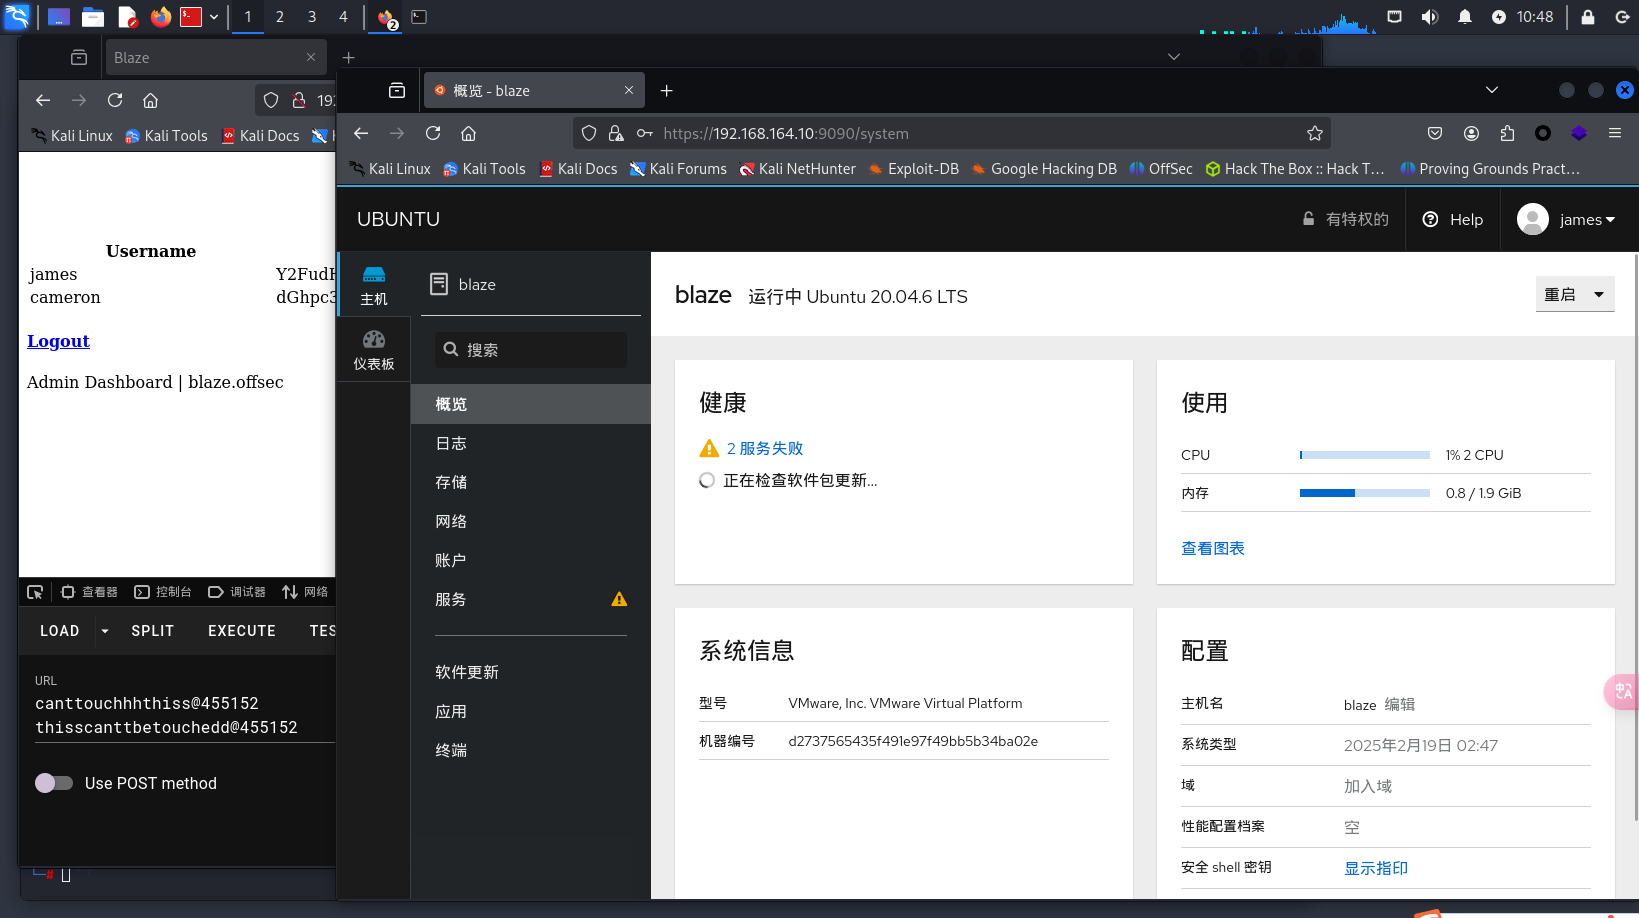 1 2 3 4
2
10:48
Blaze
概览 - blaze
192
https://192.168.164.10:9090/system
Kali Linux Kali Tools Kali Docs
Kali Linux Kali Tools Kali Docs Kali Forums Kali NetHunter Exploit-DB Google Hacking DB OffSec Hack The Box :: Hack T… Proving Grounds Pract…
UBUNTU
有特权的
Help
james
Username
james
cameron
Logout
Admin Dashboard | blaze.offsec
查看器 控制台 调试器 网络
LOAD SPLIT EXECUTE
URL
canttouchhhthiss@455152
thisscanttbetouchedd@455152
Use POST method
主机
仪表板
blaze
搜索
概览
日志
存储
网络
账户
服务
软件更新
应用
终端
blaze 运行中 Ubuntu 20.04.6 LTS
重启
健康
2 服务失败
正在检查软件包更新...
使用
CPU 1% 2 CPU
内存 0.8 / 1.9 GiB
查看图表
系统信息
型号 VMware, Inc. VMware Virtual Platform
机器编号 d2737565435f491e97f49bb5b34ba02e
配置
主机名 blaze 编辑
系统类型 2025年2月19日 02:47
域 加入域
性能配置档案 空
安全 shell 密钥 显示指印